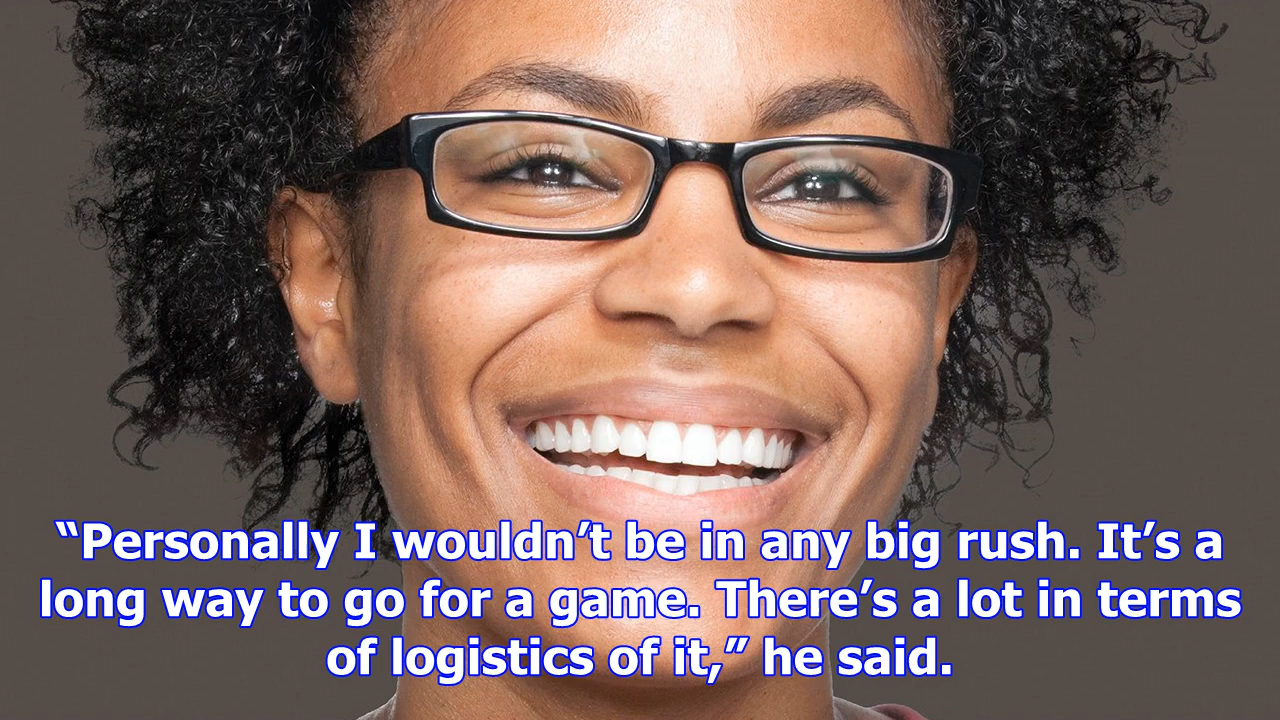 “Personally I wouldn’t be in any big rush. It’s a
long way to go for a game. There’s a lot in terms
of logistics of it,” he said.